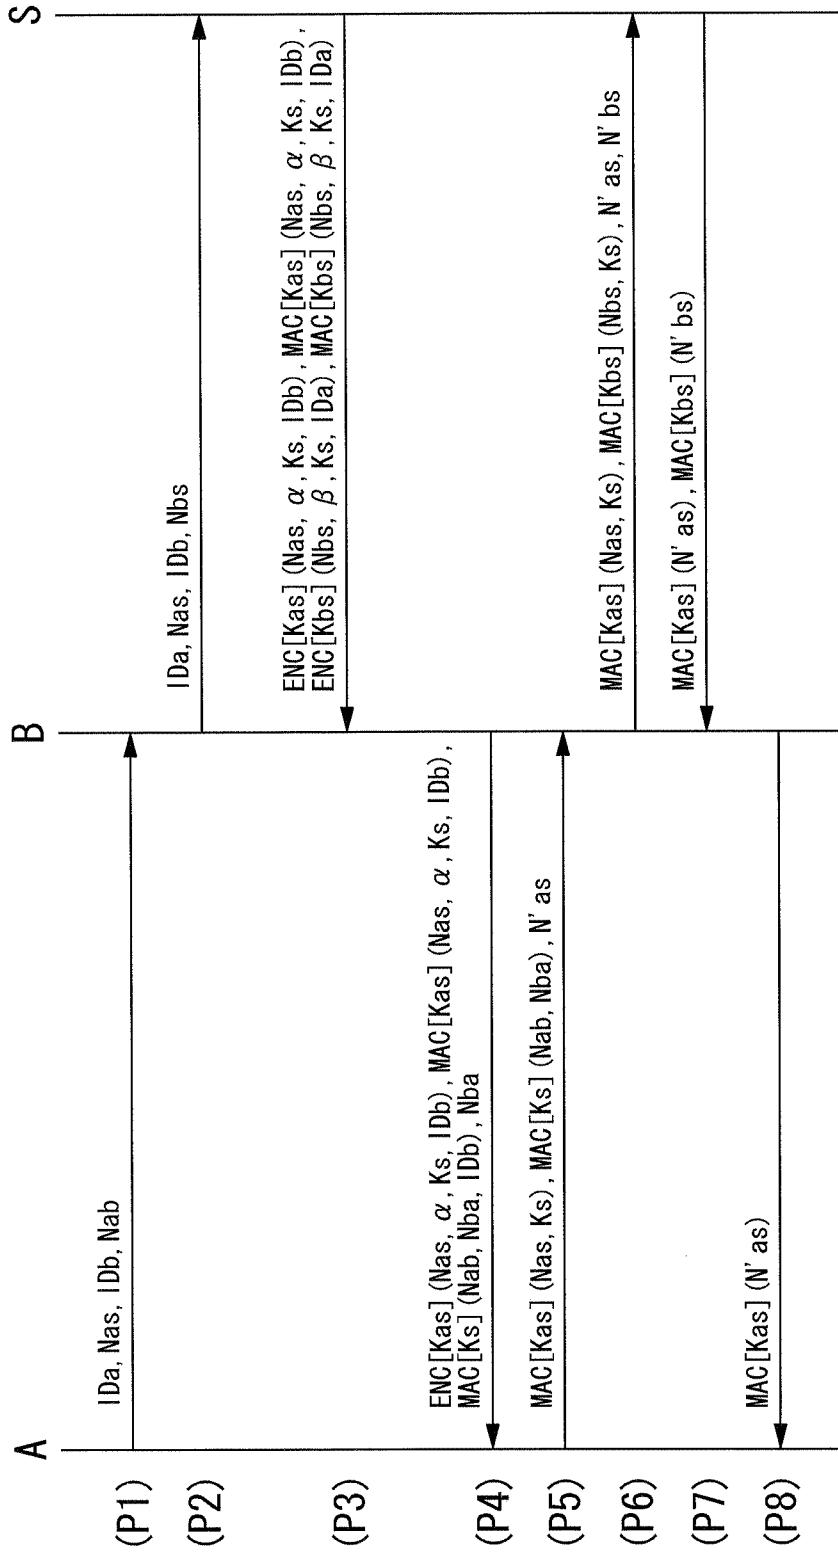 A
B
S
(P1)
IDa, Nas, IDb, Nab
(P2)
IDa, Nas, IDb, Nbs
(P3)
ENC[Kas] (Nas, α, Ks, IDb), MAC[Kas] (Nas, α, Ks, IDb),
ENC[Kbs] (Nbs, β, Ks, IDa), MAC[Kbs] (Nbs, β, Ks, IDa)
(P4)
ENC[Kas] (Nas, α, Ks, IDb), MAC[Kas] (Nas, α, Ks, IDb),
MAC[Ks] (Nab, Nba, IDb), Nba
(P5)
MAC[Kas] (Nas, Ks), MAC[Ks] (Nab, Nba), N'as
(P6)
MAC[Kas] (Nas, Ks), MAC[Kbs] (Nbs, Ks), N'as, N'bs
(P7)
MAC[Kas] (N'as), MAC[Kbs] (N'bs)
(P8)
MAC[Kas] (N'as)